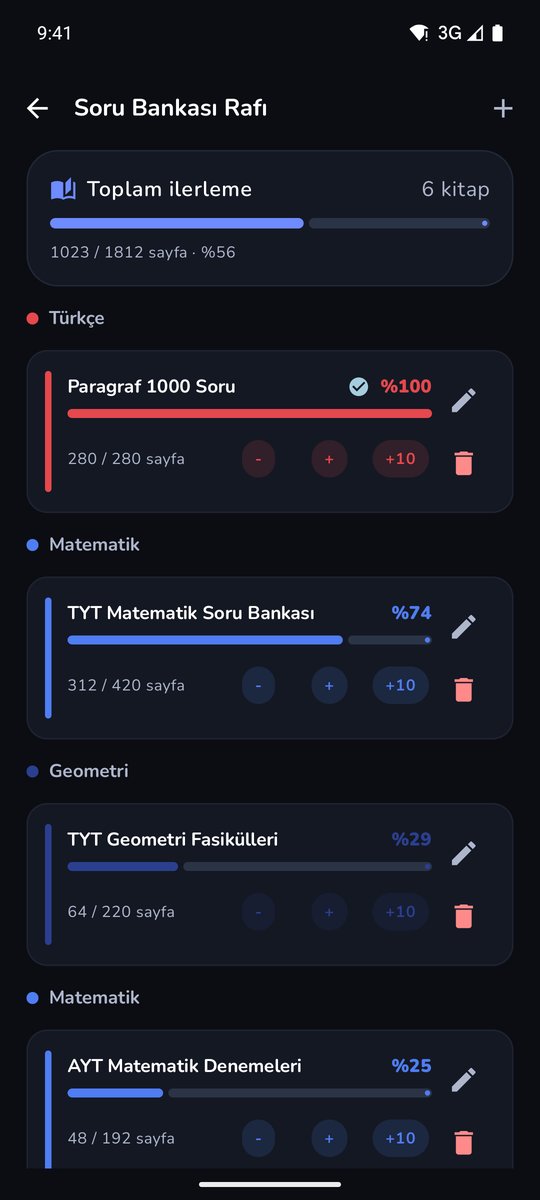 9:41
3G
Soru Bankası Rafı
+
Toplam ilerleme
6 kitap
1023 / 1812 sayfa · %56
Türkçe
Paragraf 1000 Soru
%100
280 / 280 sayfa
-
+
+10
Matematik
TYT Matematik Soru Bankası
%74
312 / 420 sayfa
-
+
+10
Geometri
TYT Geometri Fasikülleri
%29
64 / 220 sayfa
-
+
+10
Matematik
AYT Matematik Denemeleri
%25
48 / 192 sayfa
-
+
+10